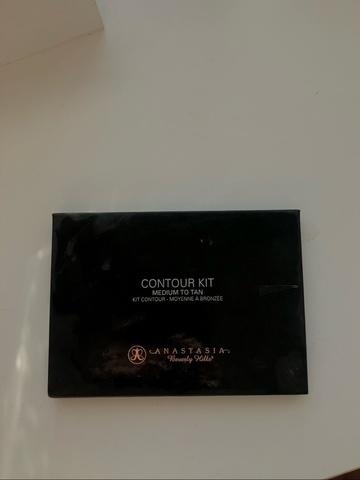 CONTOUR KIT
MEDIUM TO TAN
KIT CONTOUR - MOYENNE À BRONZÉE
ANASTASIA
Beverly Hills